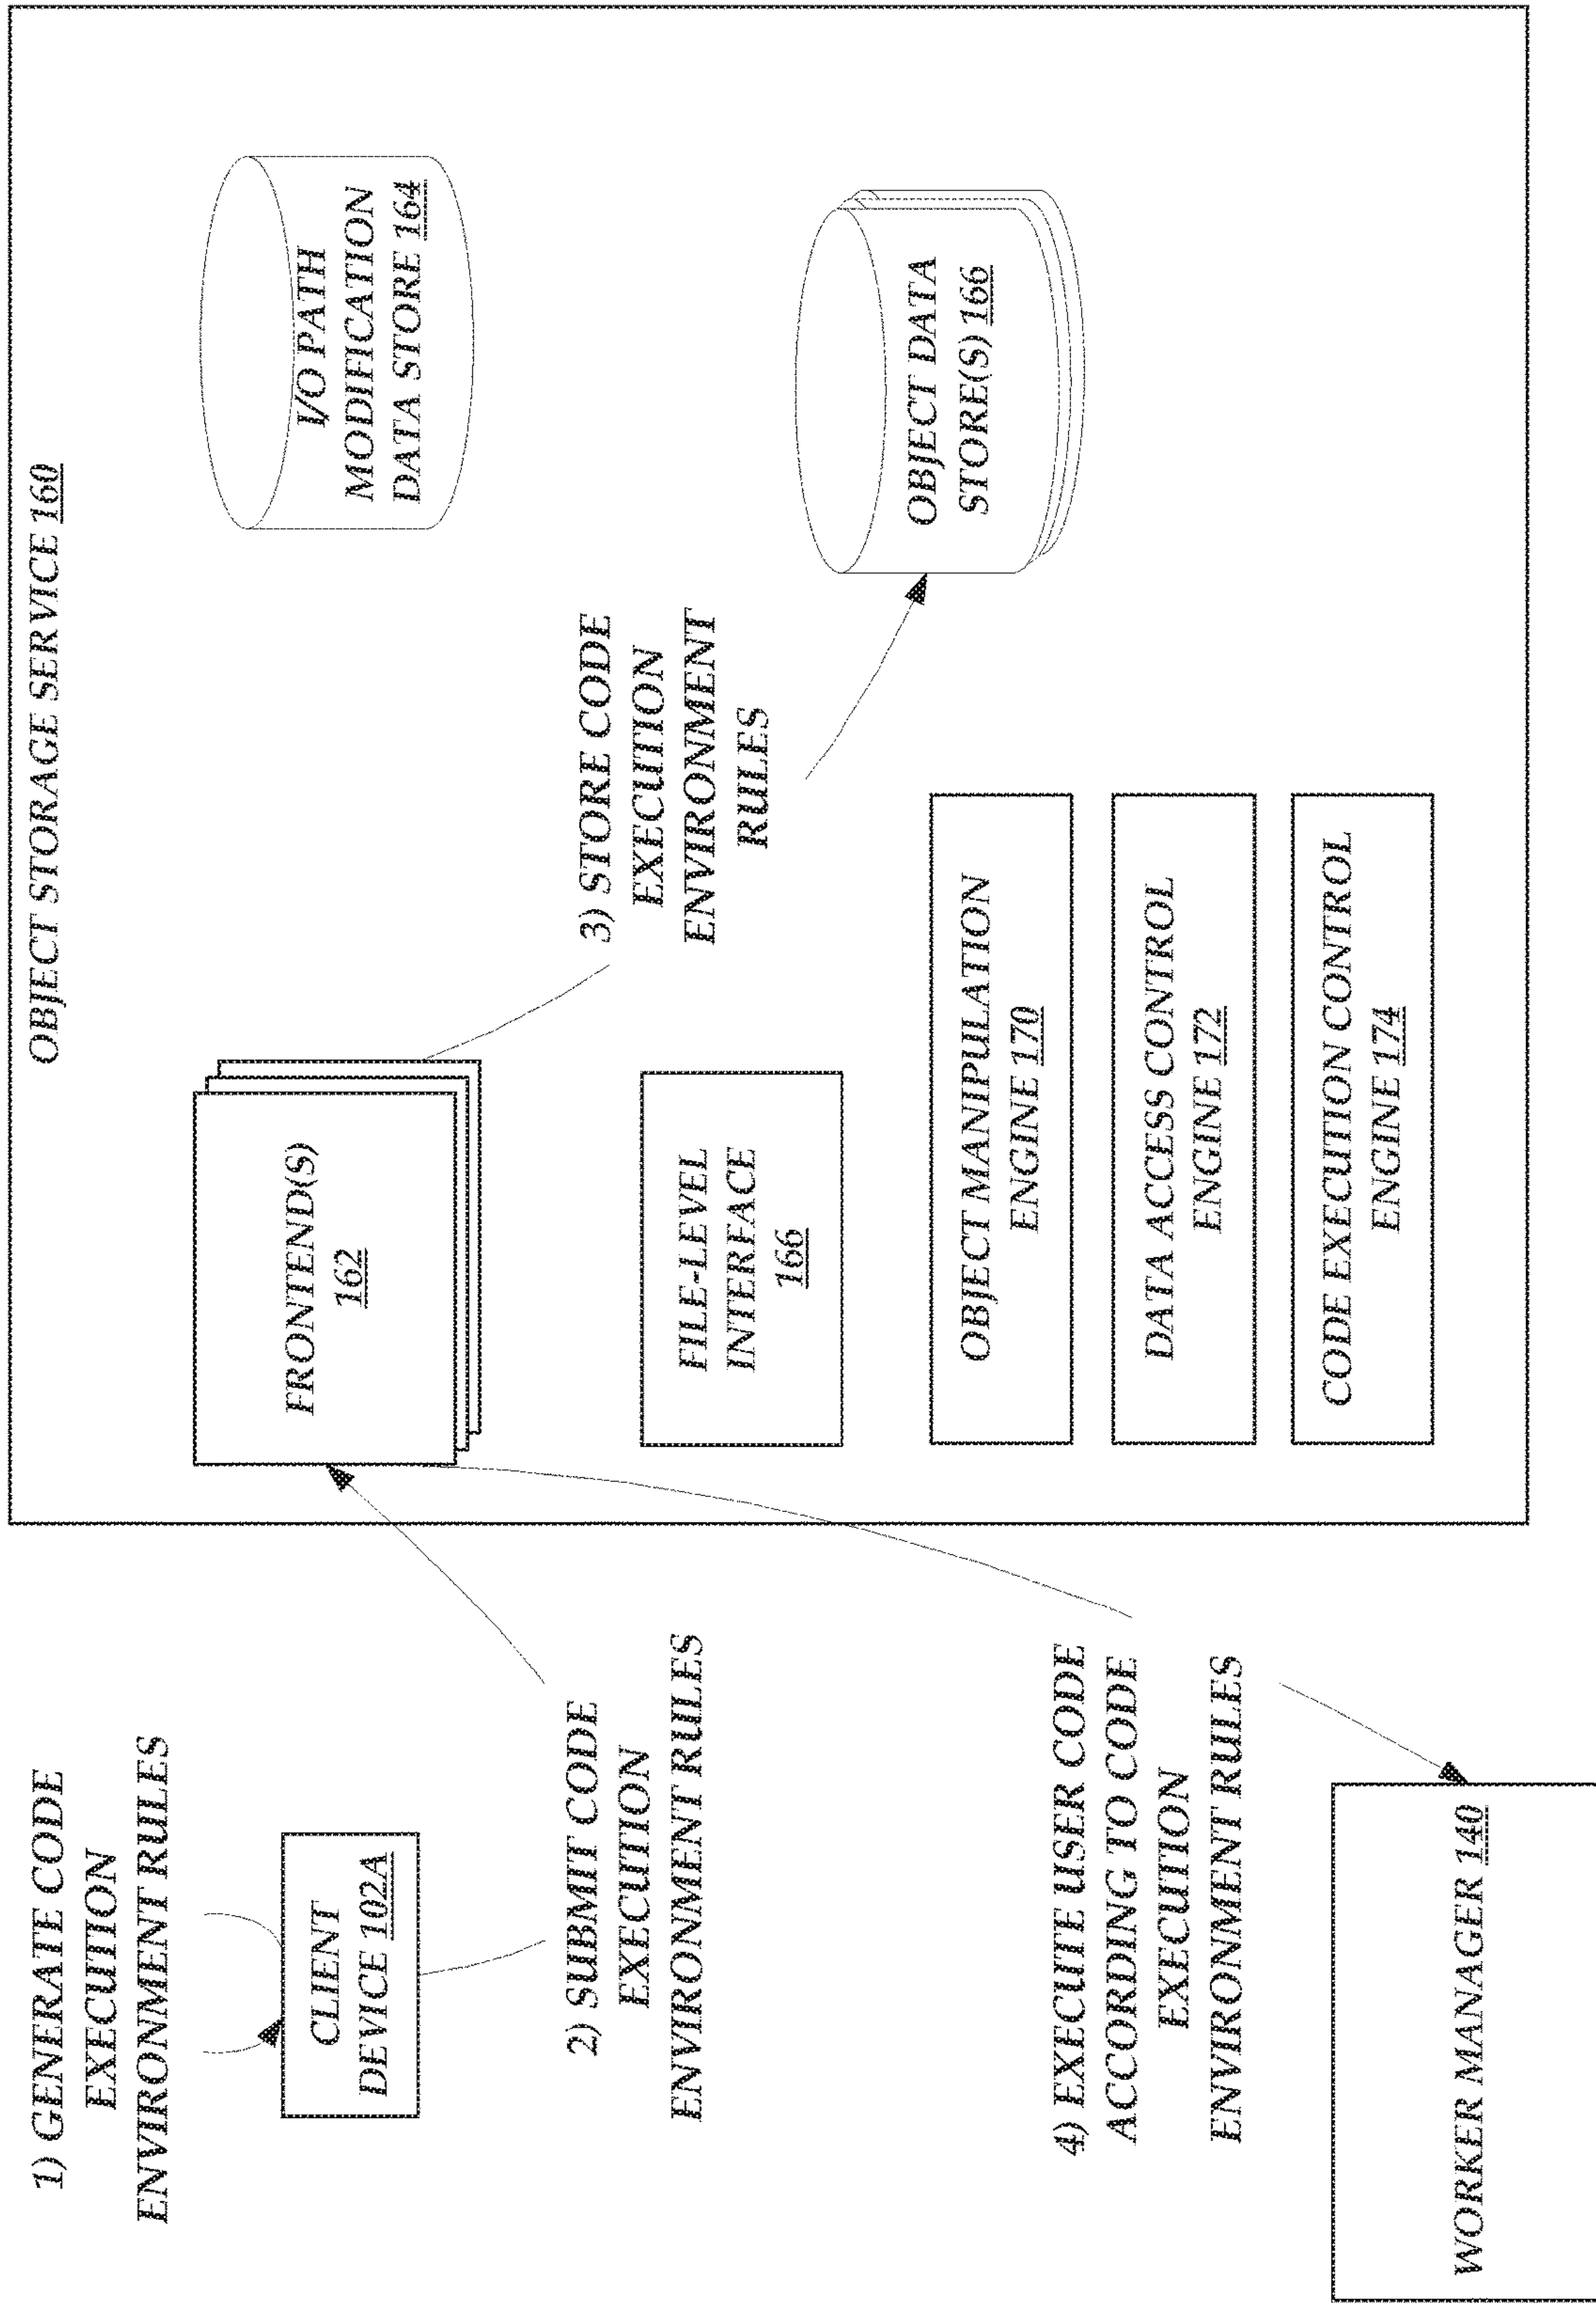 1) GENERATE CODE
EXECUTION
ENVIRONMENT RULES
CLIENT
DEVICE 102A
2) SUBMIT CODE
EXECUTION
ENVIRONMENT RULES
4) EXECUTE USER CODE
ACCORDING TO CODE
EXECUTION
ENVIRONMENT RULES
WORKER MANAGER 140
OBJECT STORAGE SERVICE 160
FRONTEND(S)
162
I/O PATH
MODIFICATION
DATA STORE 164
3) STORE CODE
EXECUTION
ENVIRONMENT
RULES
FILE-LEVEL
INTERFACE
166
OBJECT DATA
STORE(S) 166
OBJECT MANIPULATION
ENGINE 170
DATA ACCESS CONTROL
ENGINE 172
CODE EXECUTION CONTROL
ENGINE 174